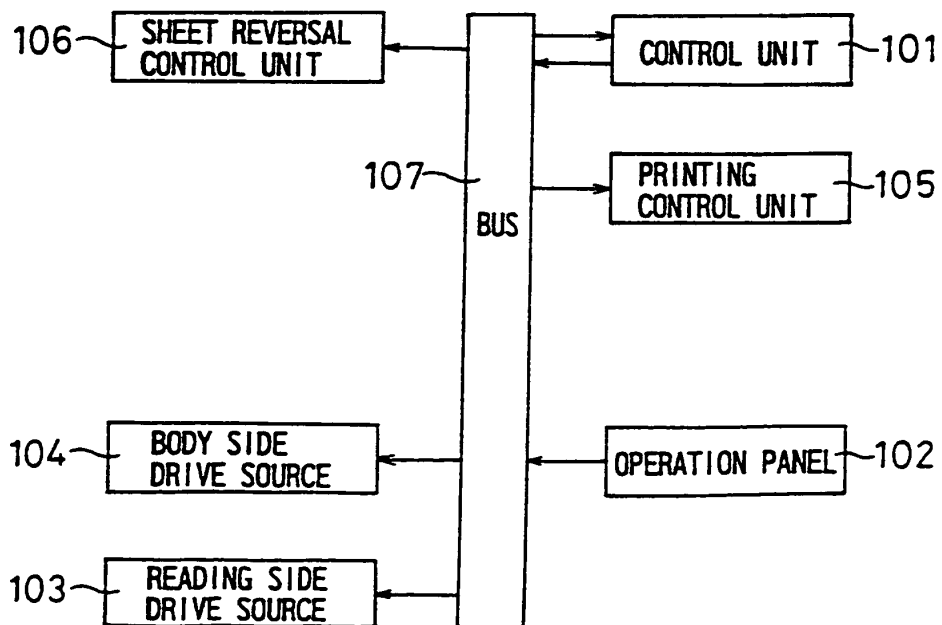 106
SHEET REVERSAL
CONTROL UNIT
CONTROL UNIT
101
107
BUS
PRINTING
CONTROL UNIT
105
104
BODY SIDE
DRIVE SOURCE
OPERATION PANEL
102
103
READING SIDE
DRIVE SOURCE